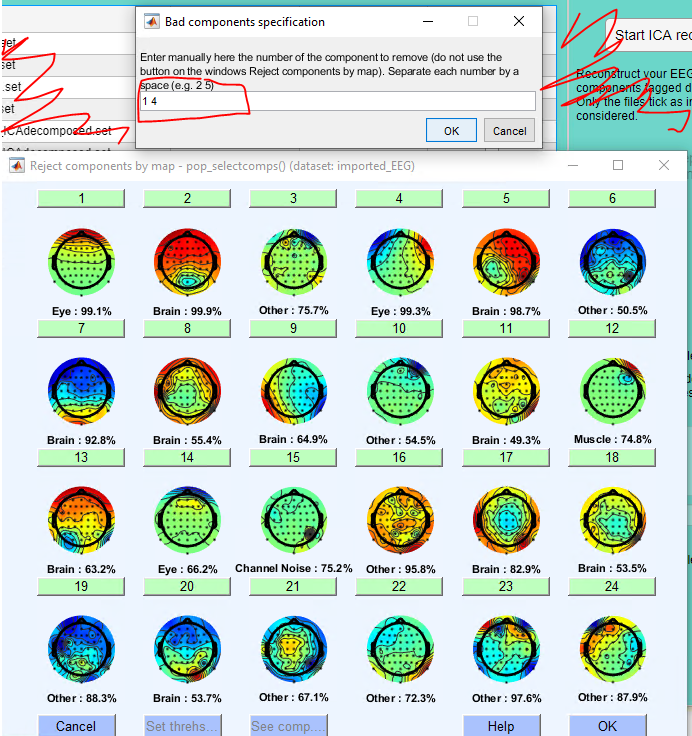 Bad components specification
Start ICA rec
set
Enter manually here the number of the component to remove (do not use the
button on the windows Reject components by map). Separate each number by a
space (e.g. 2 5)
1 4
set
.set
set
ICAdecomposed.set
Reconstruct your EEG
components tagged d
Only the files tick as in
considered.
OK Cancel
ICAdecomposed.set
Reject components by map - pop_selectcomps() (dataset: imported_EEG)
1 2 3 4 5 6
Eye : 99.1% Brain : 99.9% Other : 75.7% Eye : 99.3% Brain : 98.7% Other : 50.5%
7 8 9 10 11 12
Brain : 92.8% Brain : 55.4% Brain : 64.9% Other : 54.5% Brain : 49.3% Muscle : 74.8%
13 14 15 16 17 18
Brain : 63.2% Eye : 66.2% Channel Noise : 75.2% Other : 95.8% Brain : 82.9% Brain : 53.5%
19 20 21 22 23 24
Other : 88.3% Brain : 53.7% Other : 67.1% Other : 72.3% Other : 97.6% Other : 87.9%
Cancel Set threhs.... See comp.... Help OK